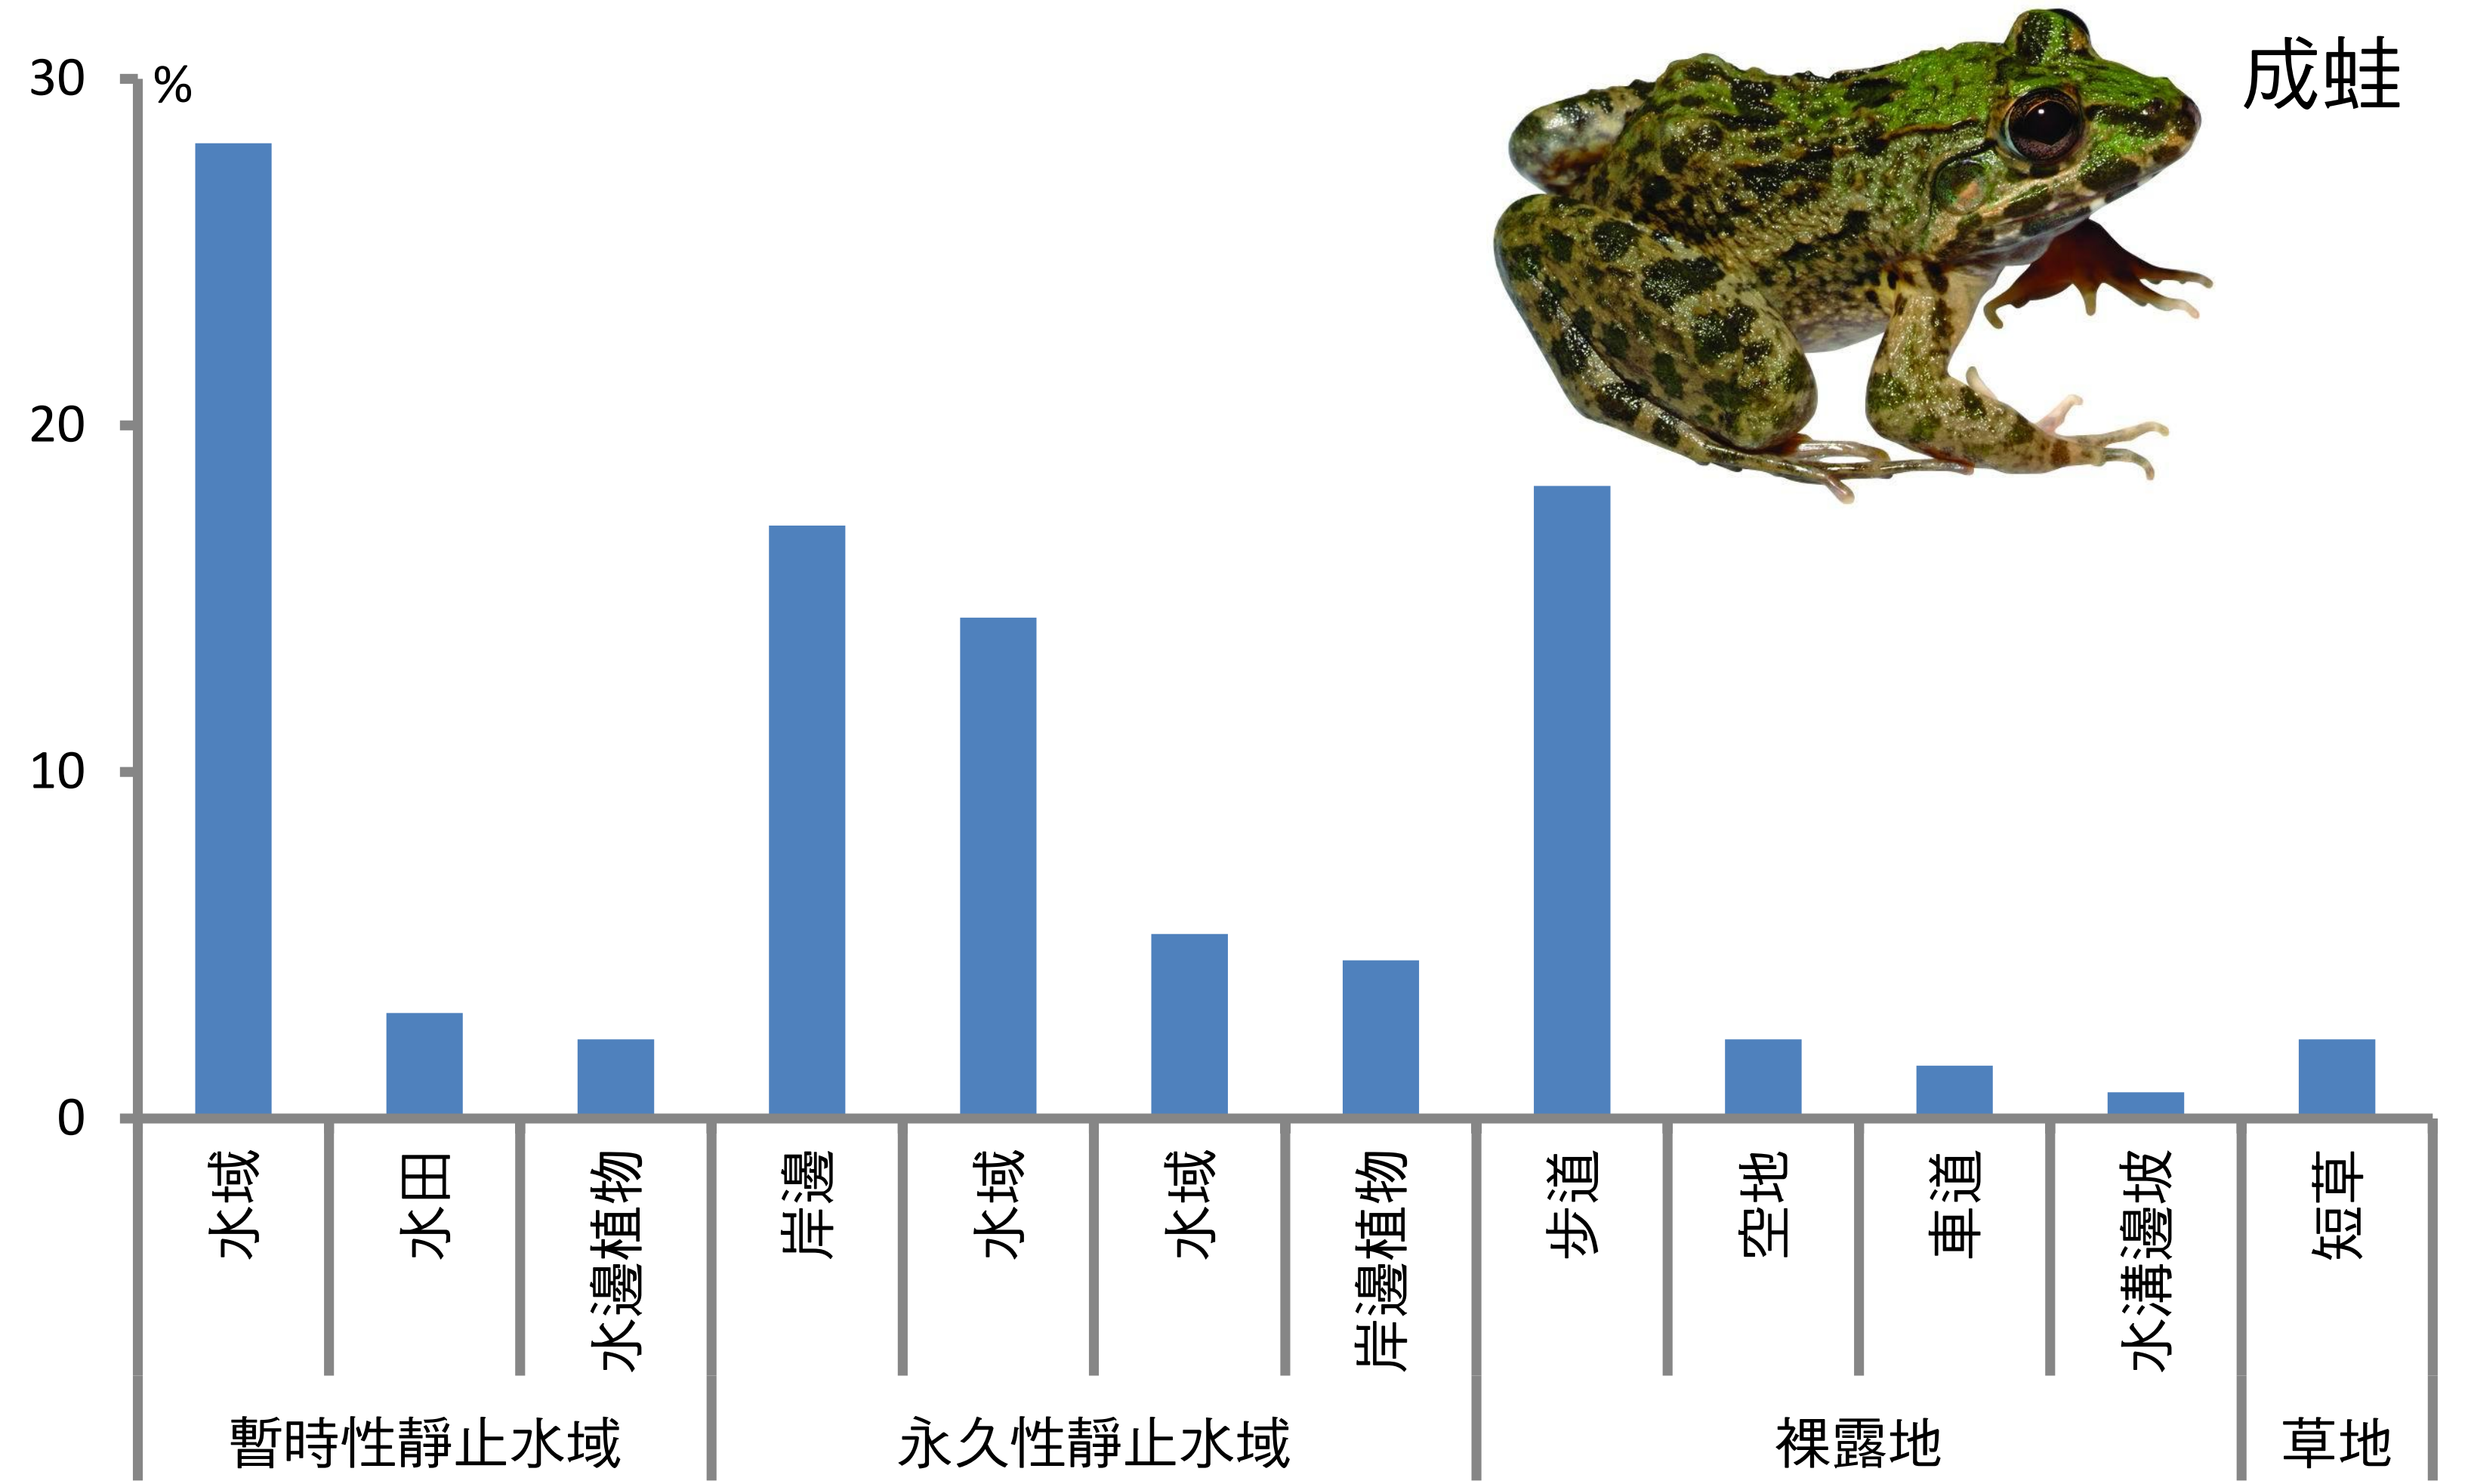 成蛙
%
30
20
10
0
水域
水田
水邊植物
岸邊
水域
水域
岸邊植物
步道
空地
車道
水溝邊坡
短草
暫時性靜止水域
永久性靜止水域
裸露地
草地